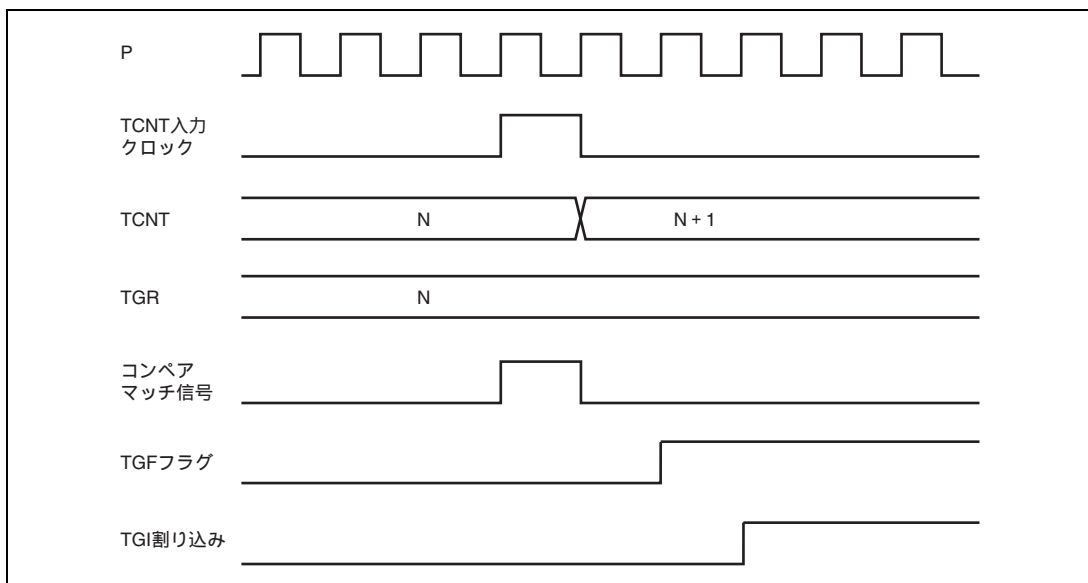 P
TCNT入力
クロック
TCNT
N
N + 1
TGR
N
コンペア
マッチ信号
TGFフラグ
TGI割り込み